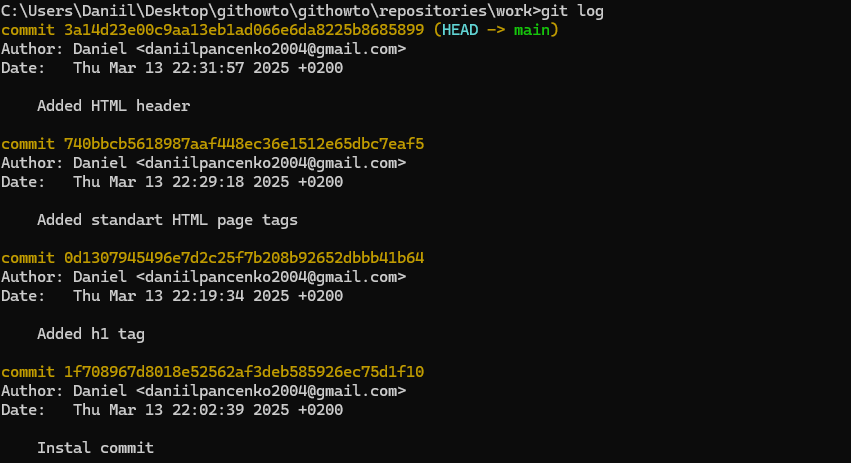 C:\Users\Daniil\Desktop\githowto\githowto\repositories\work>git log
commit 3a14d23e00c9aa13eb1ad066e6da8225b8685899 (HEAD -> main)
Author: Daniel <daniilpancenko2004@gmail.com>
Date:   Thu Mar 13 22:31:57 2025 +0200
Added HTML header
commit 740bbcb5618987aaf448ec36e1512e65dbc7eaf5
Author: Daniel <daniilpancenko2004@gmail.com>
Date:   Thu Mar 13 22:29:18 2025 +0200
Added standart HTML page tags
commit 0d1307945496e7d2c25f7b208b92652dbbb41b64
Author: Daniel <daniilpancenko2004@gmail.com>
Date:   Thu Mar 13 22:19:34 2025 +0200
Added h1 tag
commit 1f708967d8018e52562af3deb585926ec75d1f10
Author: Daniel <daniilpancenko2004@gmail.com>
Date:   Thu Mar 13 22:02:39 2025 +0200
Instal commit